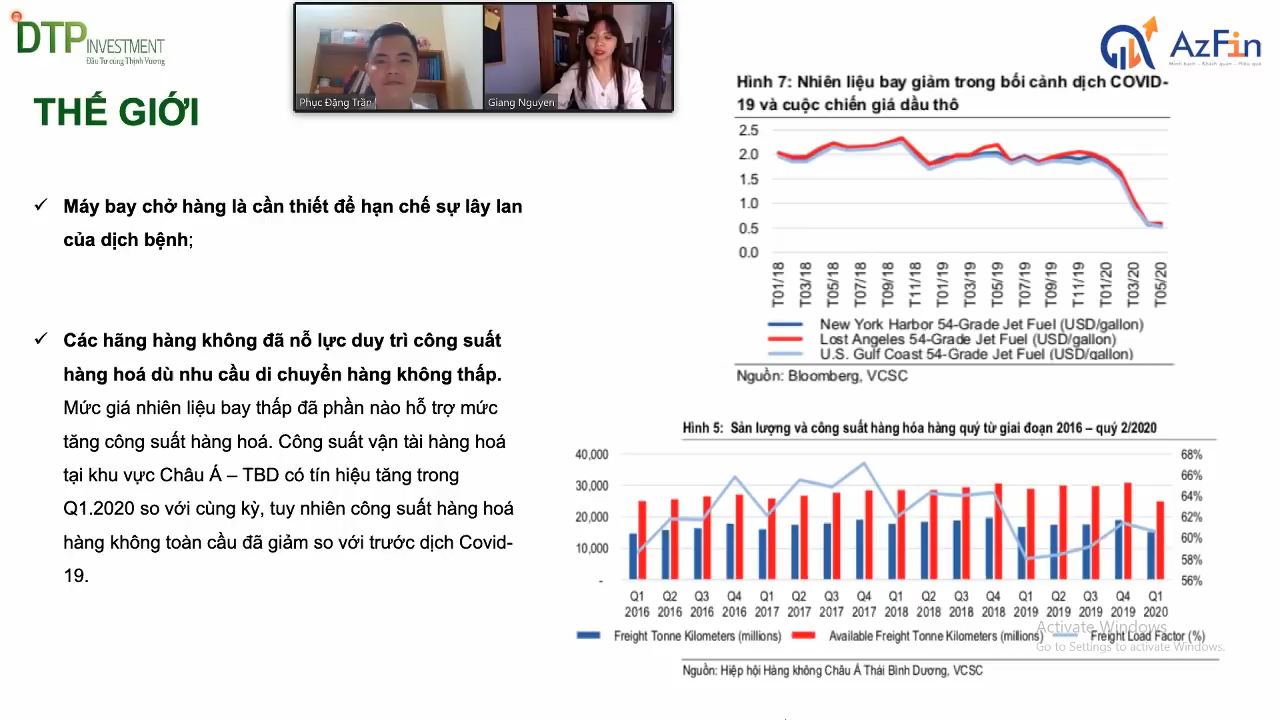 DTP INVESTMENT
Đầu Tư cùng Thịnh Vượng
Phục Đặng Trần
Giang Nguyen
AzFin
Minh bạch - Khách quan - Hiệu quả
THẾ GIỚI
✓ Máy bay chở hàng là cần thiết để hạn chế sự lây lan
của dịch bệnh;
✓ Các hãng hàng không đã nỗ lực duy trì công suất
hàng hoá dù nhu cầu di chuyển hàng không thấp.
Mức giá nhiên liệu bay thấp đã phần nào hỗ trợ mức
tăng công suất hàng hoá. Công suất vận tải hàng hoá
tại khu vực Châu Á – TBD có tín hiệu tăng trong
Q1.2020 so với cùng kỳ, tuy nhiên công suất hàng hoá
hàng không toàn cầu đã giảm so với trước dịch Covid-
19.
Hình 7: Nhiên liệu bay giảm trong bối cảnh dịch COVID-
19 và cuộc chiến giá dầu thô
2.5
2.0
1.5
1.0
0.5
0.0
T01/18 T03/18 T05/18 T07/18 T09/18 T11/18 T01/19 T03/19 T05/19 T07/19 T09/19 T11/19 T01/20 T03/20 T05/20
New York Harbor 54-Grade Jet Fuel (USD/gallon)
Lost Angeles 54-Grade Jet Fuel (USD/gallon)
U.S. Gulf Coast 54-Grade Jet Fuel (USD/gallon)
Nguồn: Bloomberg, VCSC
Hình 5: Sản lượng và công suất hàng hóa hàng quý từ giai đoạn 2016 – quý 2/2020
40,000 68%
66%
30,000 64%
20,000 62%
60%
10,000 58%
- 56%
Q1 Q2 Q3 Q4 Q1 Q2 Q3 Q4 Q1 Q2 Q3 Q4 Q1 Q2 Q3 Q4 Q1
2016 2016 2016 2016 2017 2017 2017 2017 2018 2018 2018 2018 2019 2019 2019 2019 2020
Freight Tonne Kilometers (millions) Available Freight Tonne Kilometers (millions) Freight Load Factor (%)
Activate Windows
Go to Settings to activate Windows.
Nguồn: Hiệp hội Hàng không Châu Á Thái Bình Dương, VCSC